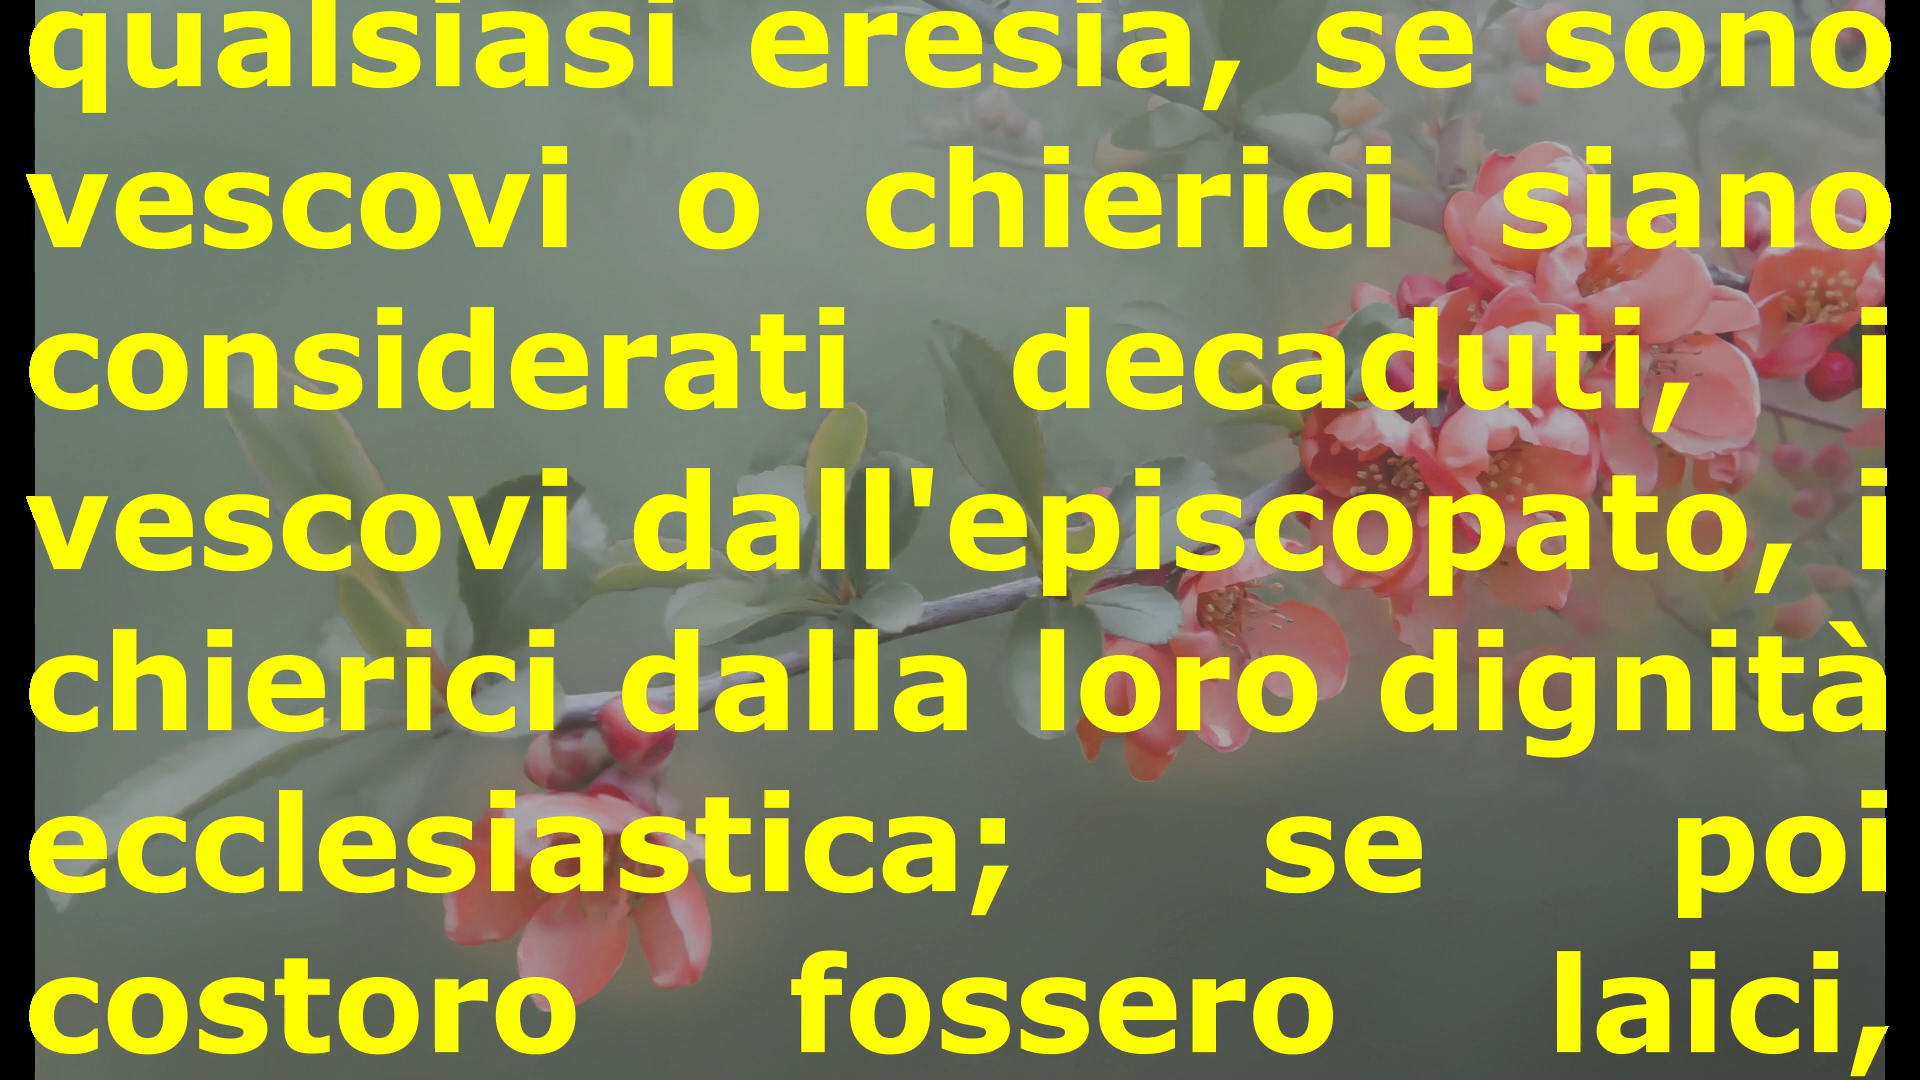 qualsiasi eresia, se sono
vescovi o chierici siano
considerati decaduti, i
vescovi dall'episcopato, i
chierici dalla loro dignità
ecclesiastica; se poi
costoro fossero laici,